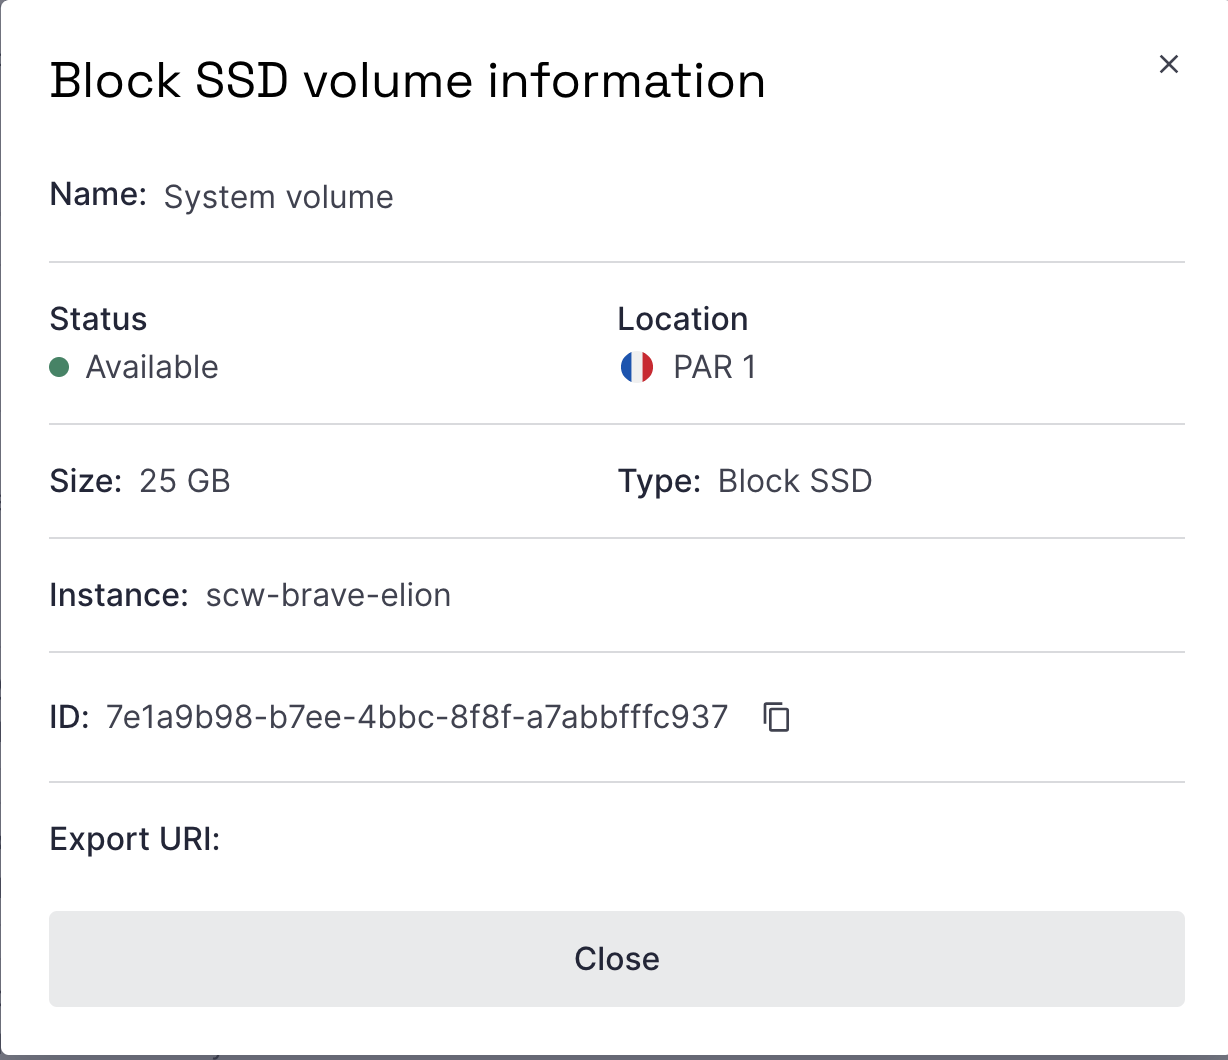 Block SSD volume information
Name: System volume
Status
Location
Available
PAR 1
Size: 25 GB
Type: Block SSD
Instance: scw-brave-elion
ID: 7e1a9b98-b7ee-4bbc-8f8f-a7abbfffc937
Export URI:
Close